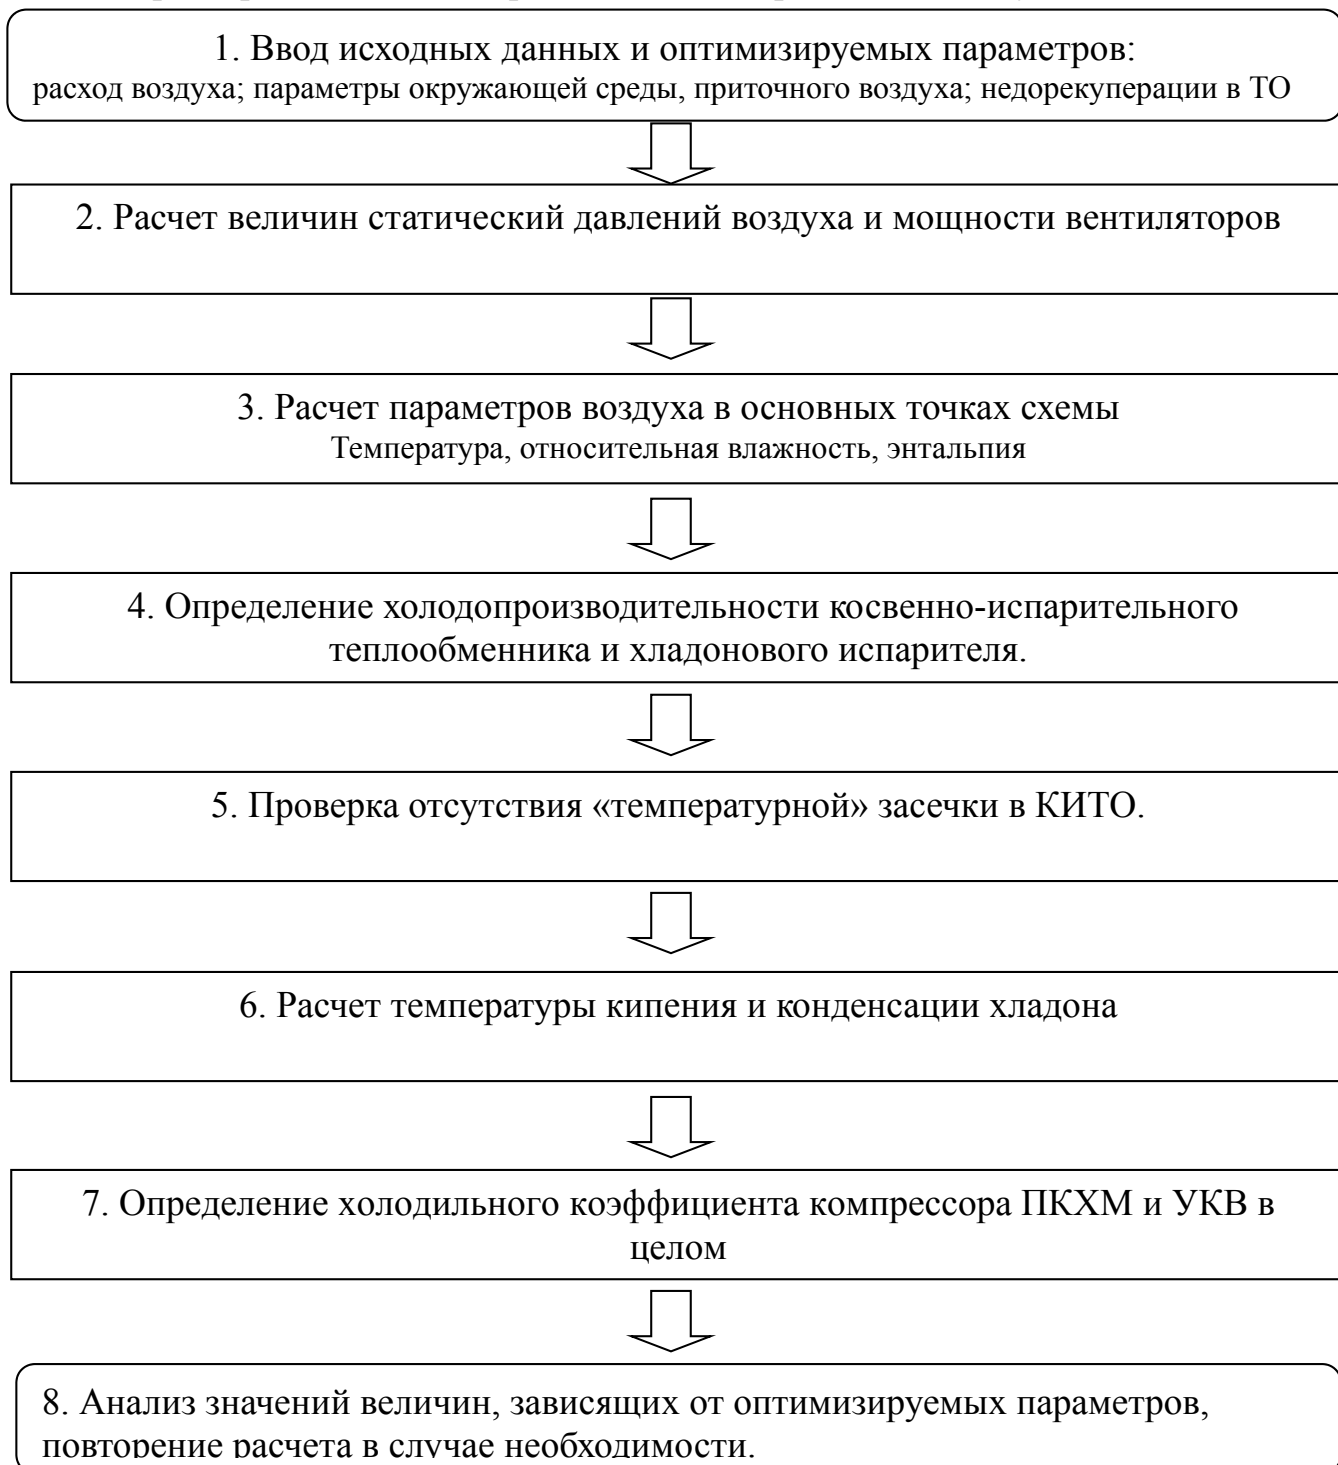 1. Ввод исходных данных и оптимизируемых параметров:
расход воздуха; параметры окружающей среды, приточного воздуха; недорекуперации в ТО
2. Расчет величин статический давлений воздуха и мощности вентиляторов
3. Расчет параметров воздуха в основных точках схемы
Температура, относительная влажность, энтальпия
4. Определение холодопроизводительности косвенно-испарительного
теплообменника и хладонового испарителя.
5. Проверка отсутствия «температурной» засечки в КИТО.
6. Расчет температуры кипения и конденсации хладона
7. Определение холодильного коэффициента компрессора ПКХМ и УКВ в
целом
8. Анализ значений величин, зависящих от оптимизируемых параметров,
повторение расчета в случае необходимости.